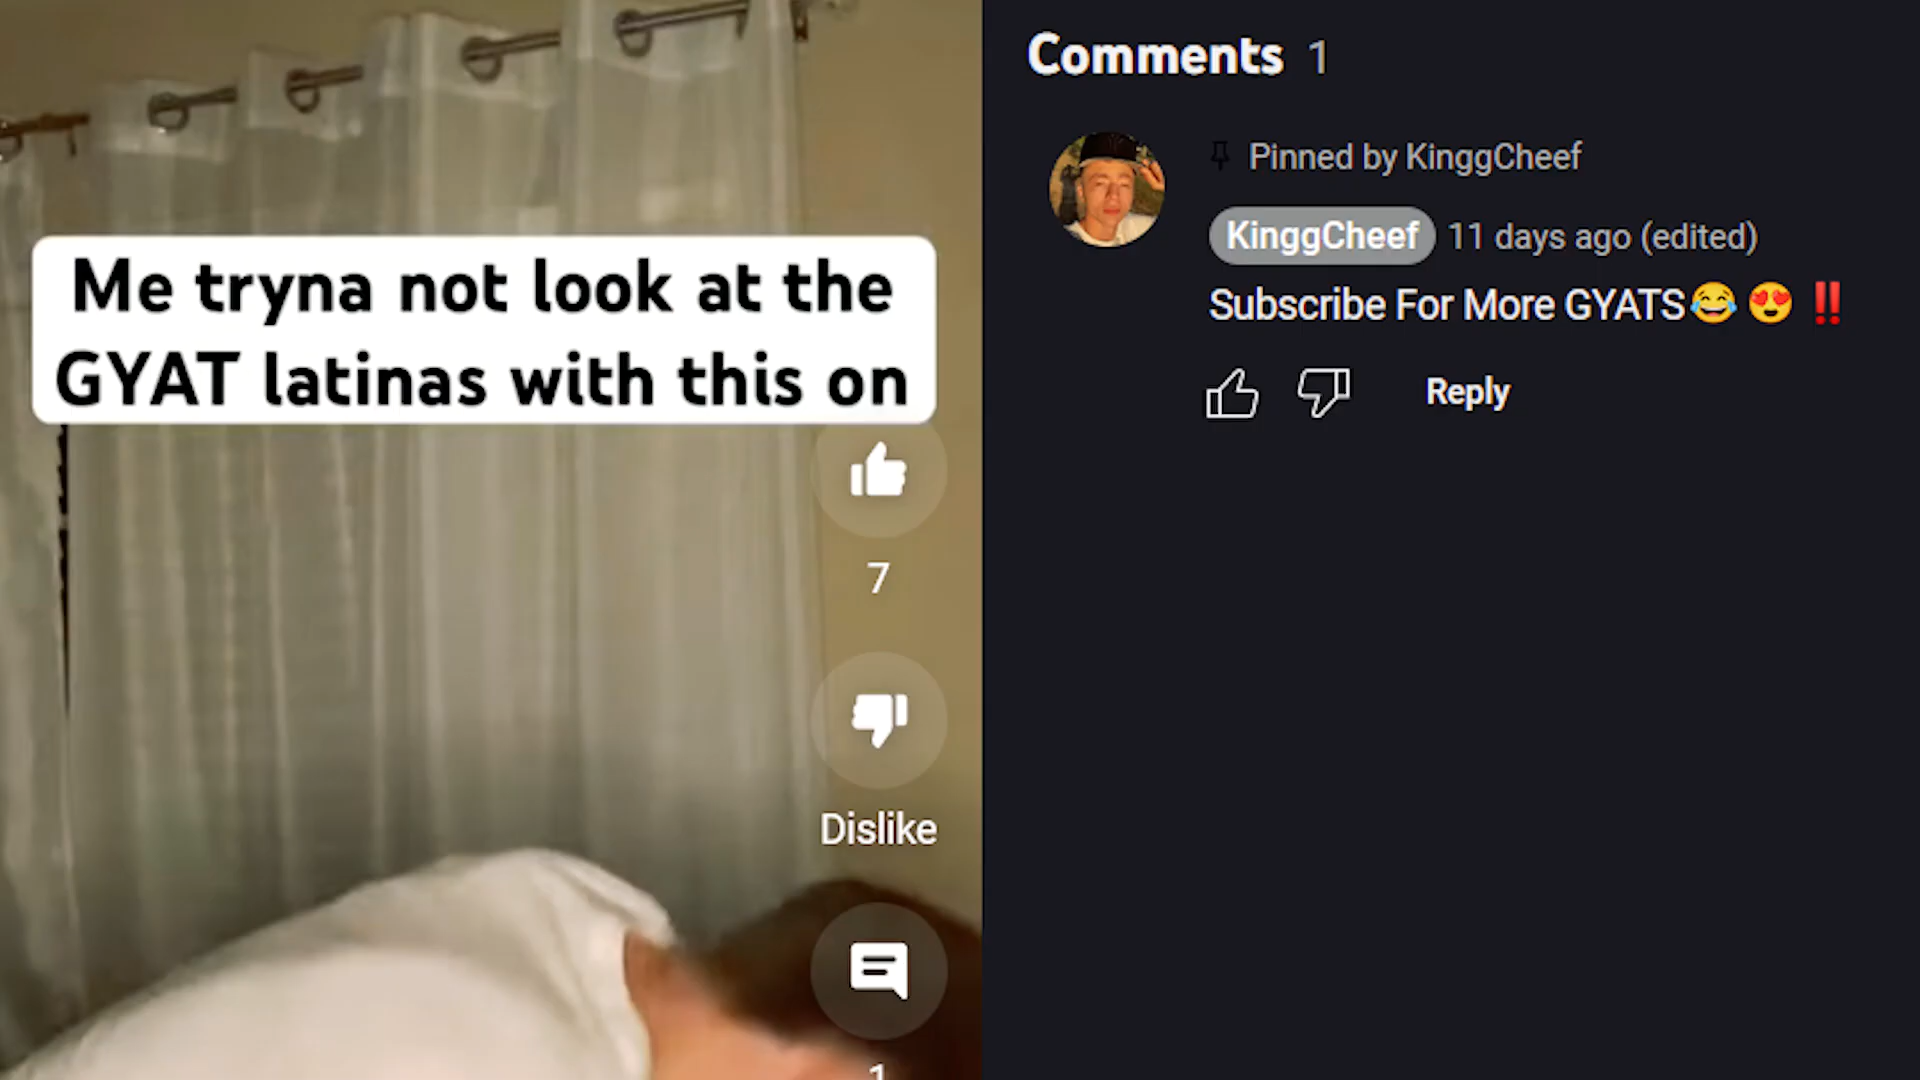 Me tryna not look at the
GYAT latinas with this on
7
Dislike
1
Comments 1
Pinned by KinggCheef
KinggCheef 11 days ago (edited)
Subscribe For More GYATS😂😍‼️
Reply